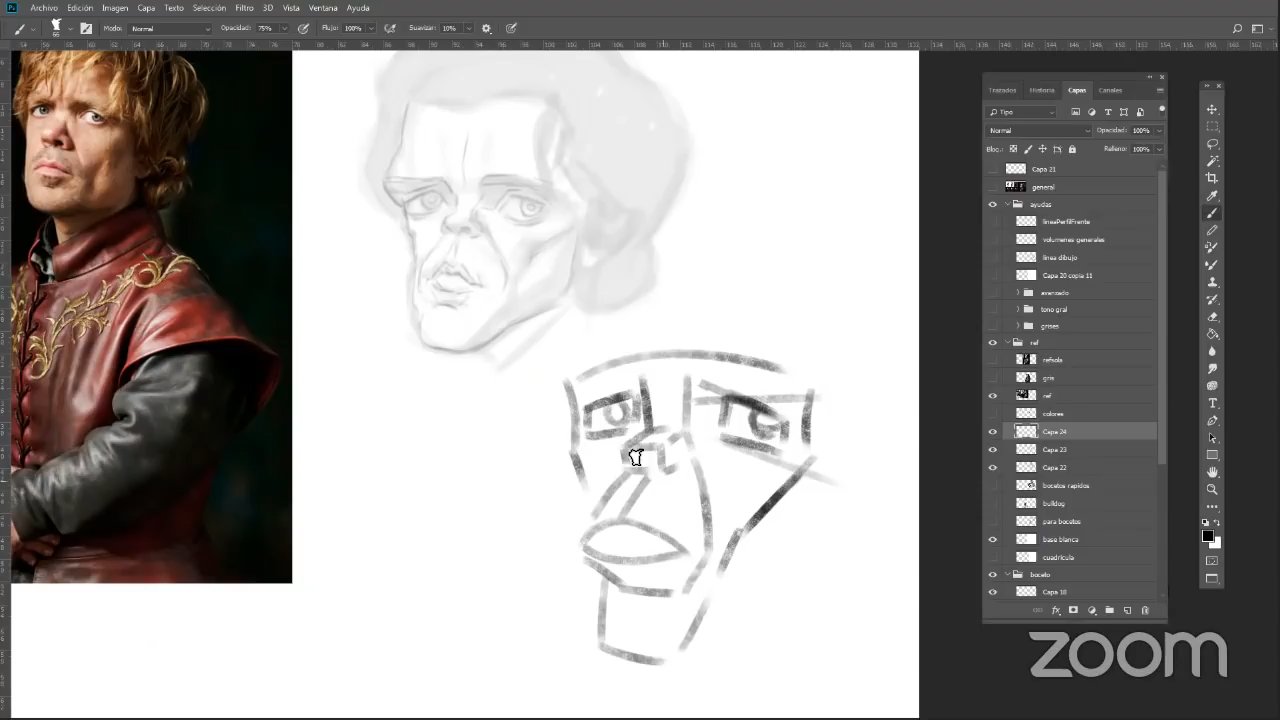 Ps Archivo Edición Imagen Capa Texto Selección Filtro 3D Vista Ventana Ayuda
66 Modo: Normal Opacidad: 75% Flujo: 100% Suavizar: 10%
Trazados Historia Capas Canales
Tipo
Normal Opacidad: 100%
Bloq.: Relleno: 100%
Capa 21
general
ayudas
lineaPerfilFrente
volumenes generales
linea dibujo
Capa 20 copia 11
avanzado
tono gral
grises
ref
refsola
gris
ref
colores
Capa 24
Capa 23
Capa 22
bocetos rapidos
bulldog
para bocetos
base blanca
cuadricula
boceto
Capa 18
zoom